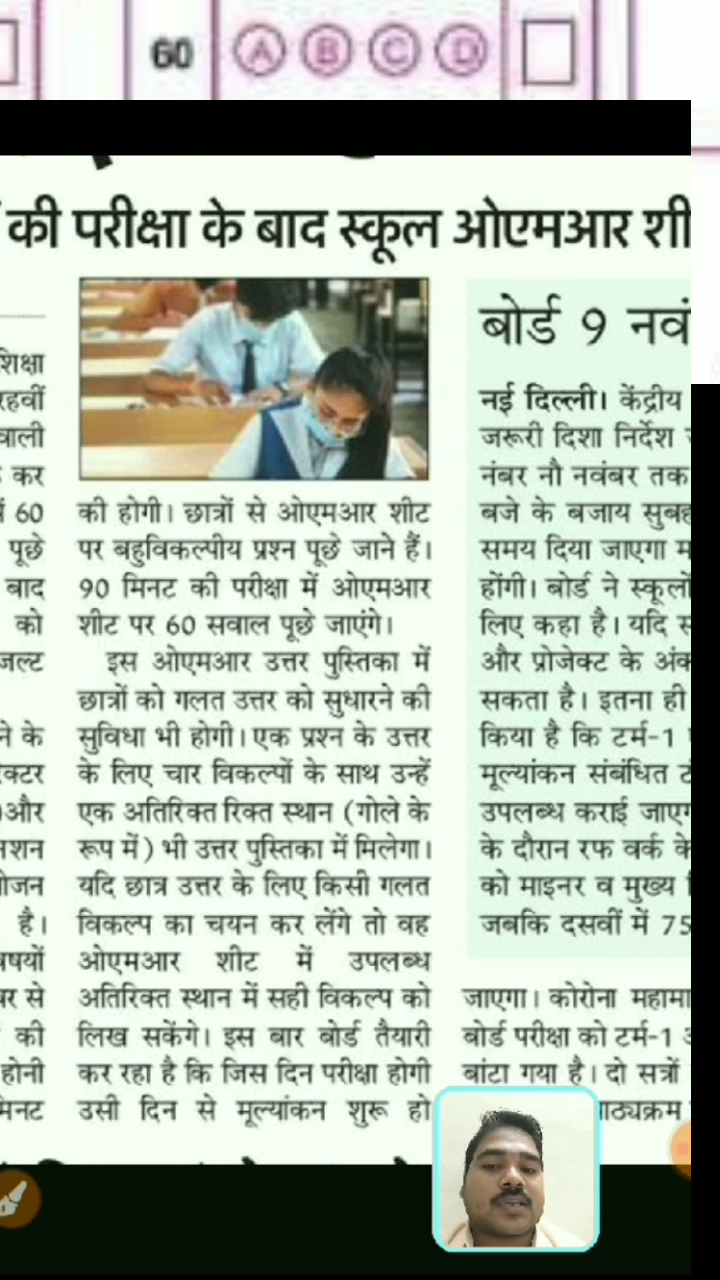 60 A B C D
की परीक्षा के बाद स्कूल ओएमआर शी
शिक्षा
रहवीं
वाली
कर
60
पूछे
बाद
को
जल्ट
ने के
क्टर
)और
नशन
ोजन
है।
षयों
बर से
की
होनी
मिनट
की होगी। छात्रों से ओएमआर शीट
पर बहुविकल्पीय प्रश्न पूछे जाने हैं।
90 मिनट की परीक्षा में ओएमआर
शीट पर 60 सवाल पूछे जाएंगे।
इस ओएमआर उत्तर पुस्तिका में
छात्रों को गलत उत्तर को सुधारने की
सुविधा भी होगी। एक प्रश्न के उत्तर
के लिए चार विकल्पों के साथ उन्हें
एक अतिरिक्त रिक्त स्थान (गोले के
रूप में) भी उत्तर पुस्तिका में मिलेगा।
यदि छात्र उत्तर के लिए किसी गलत
विकल्प का चयन कर लेंगे तो वह
ओएमआर शीट में उपलब्ध
अतिरिक्त स्थान में सही विकल्प को
लिख सकेंगे। इस बार बोर्ड तैयारी
कर रहा है कि जिस दिन परीक्षा होगी
उसी दिन से मूल्यांकन शुरू हो
बोर्ड 9 नवं
नई दिल्ली। केंद्रीय
जरूरी दिशा निर्देश
नंबर नौ नवंबर तक
बजे के बजाय सुबह
समय दिया जाएगा म
होंगी। बोर्ड ने स्कूलों
लिए कहा है। यदि स
और प्रोजेक्ट के अंक
सकता है। इतना ही
किया है कि टर्म-1
मूल्यांकन संबंधित ट
उपलब्ध कराई जाएग
के दौरान रफ वर्क के
को माइनर व मुख्य
जबकि दसवीं में 75
जाएगा। कोरोना महामा
बोर्ड परीक्षा को टर्म-1
बांटा गया है। दो सत्रों
ाठ्यक्रम